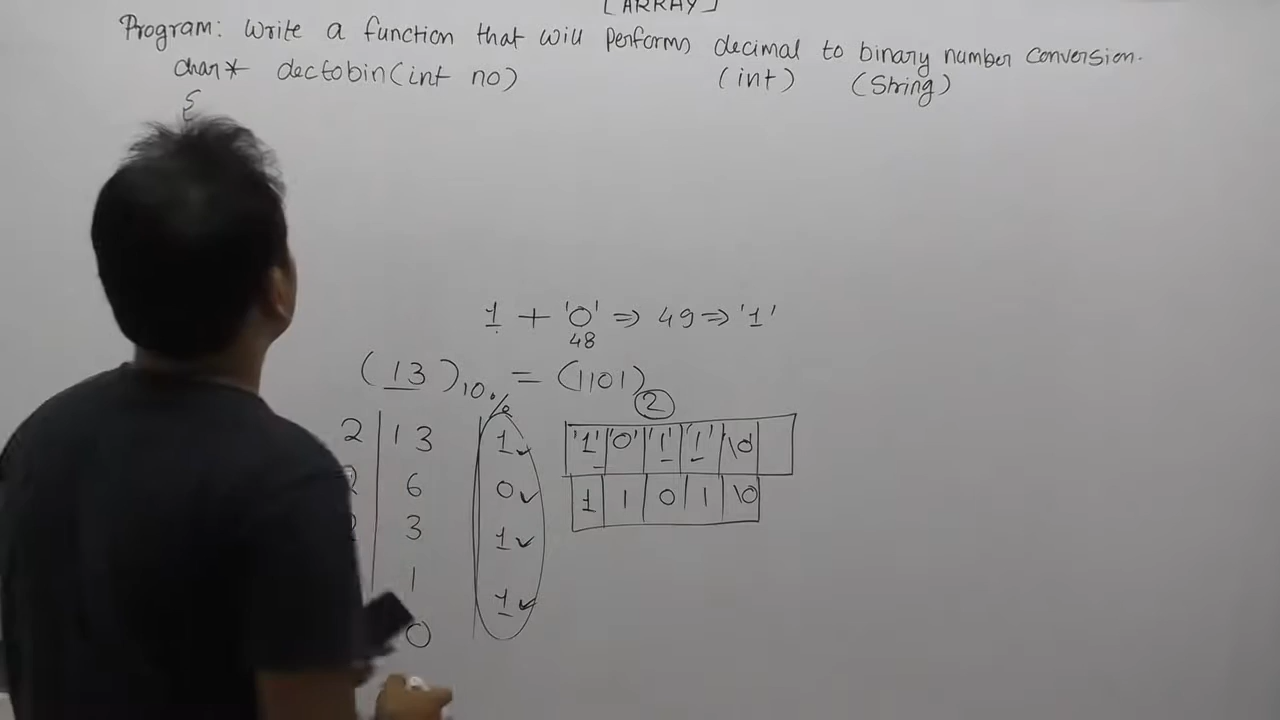 [ARRAY]
Program: Write a function that will performs decimal to binary number conversion.
char* dectobin(int no) (int) (String)
{
1 + '0' => 49 => '1'
48
(13)10 = (1101)2
2 13 % 1 '1' '0' '1' '1' \0
2 6 0 1 1 0 1 \0
3 1
1 1
0